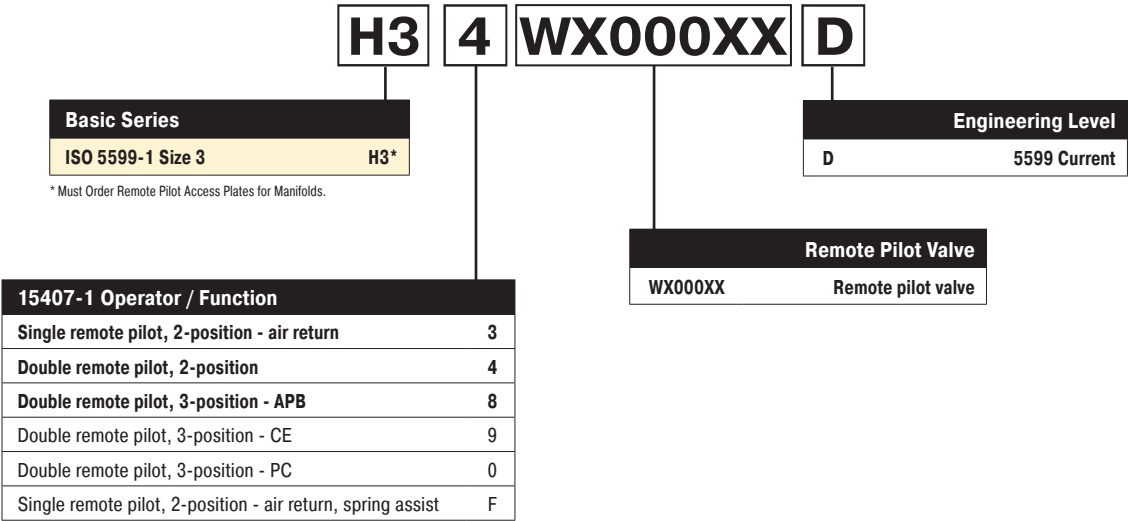 H3 4 WX000XX D
Basic Series
ISO 5599-1 Size 3 H3*
* Must Order Remote Pilot Access Plates for Manifolds.
Engineering Level
D 5599 Current
Remote Pilot Valve
WX000XX Remote pilot valve
15407-1 Operator / Function
Single remote pilot, 2-position - air return 3
Double remote pilot, 2-position 4
Double remote pilot, 3-position - APB 8
Double remote pilot, 3-position - CE 9
Double remote pilot, 3-position - PC 0
Single remote pilot, 2-position - air return, spring assist F